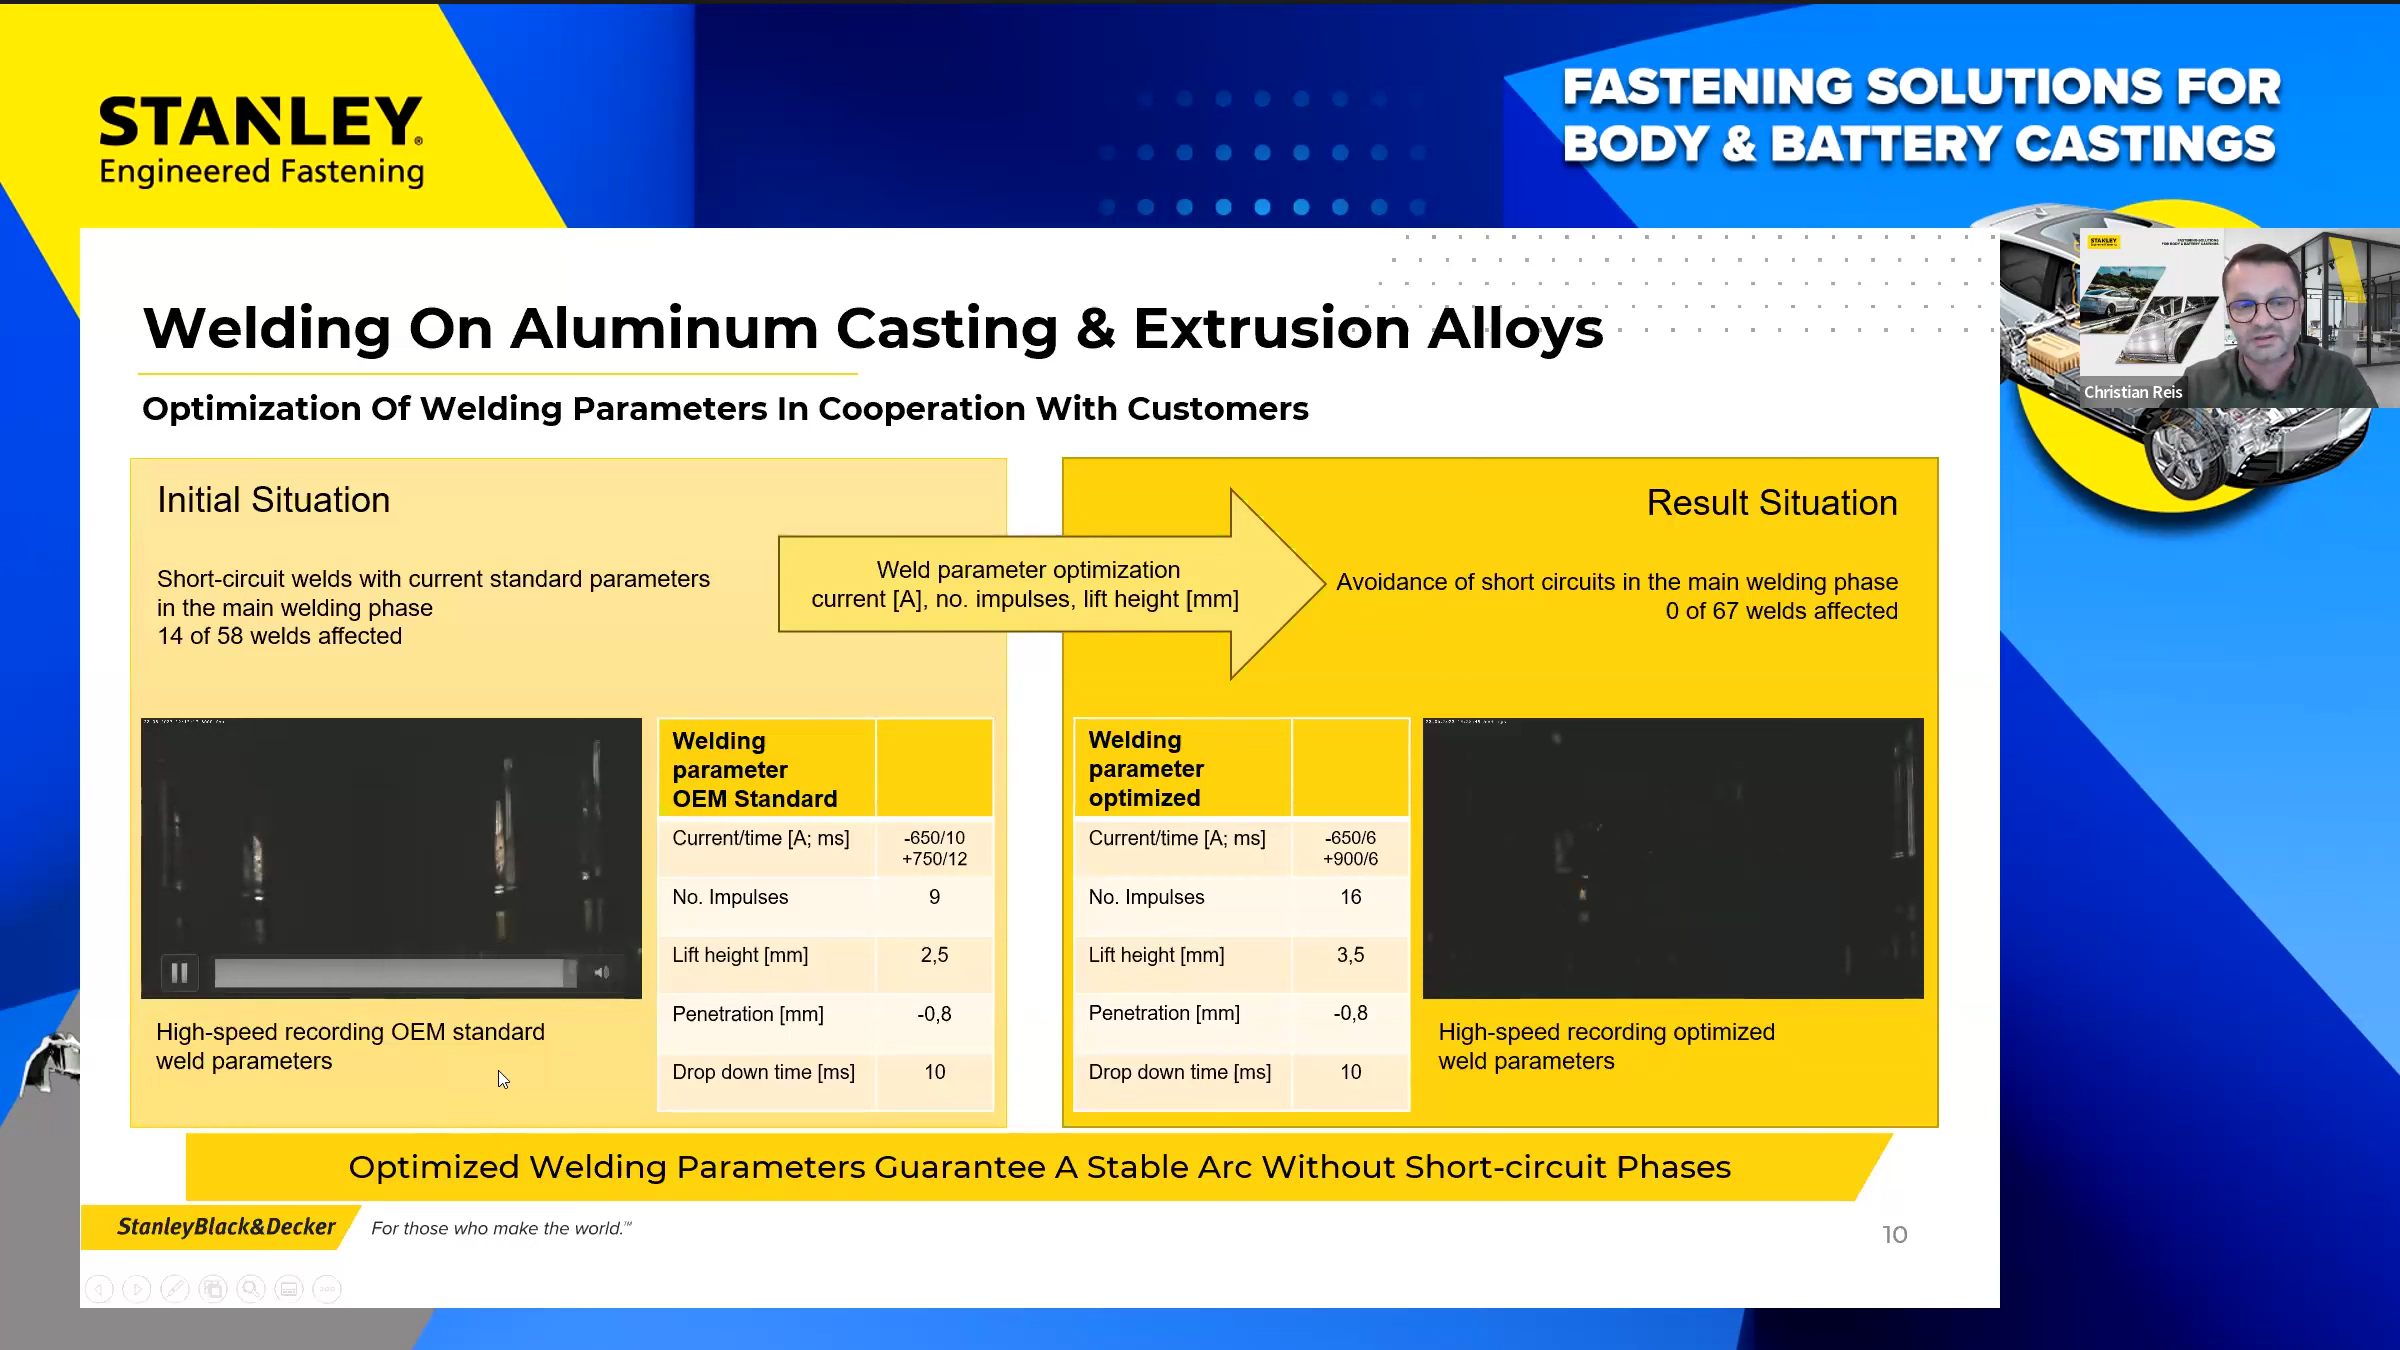 STANLEY®
Engineered Fastening
FASTENING SOLUTIONS FOR
BODY & BATTERY CASTINGS
STANLEY
Christian Reis
Welding On Aluminum Casting & Extrusion Alloys
Optimization Of Welding Parameters In Cooperation With Customers
Initial Situation
Short-circuit welds with current standard parameters
in the main welding phase
14 of 58 welds affected
Weld parameter optimization
current [A], no. impulses, lift height [mm]
Result Situation
Avoidance of short circuits in the main welding phase
0 of 67 welds affected
High-speed recording OEM standard
weld parameters
Welding
parameter
OEM Standard
Current/time [A; ms] -650/10
+750/12
No. Impulses 9
Lift height [mm] 2,5
Penetration [mm] -0,8
Drop down time [ms] 10
Welding
parameter
optimized
Current/time [A; ms] -650/6
+900/6
No. Impulses 16
Lift height [mm] 3,5
Penetration [mm] -0,8
Drop down time [ms] 10
High-speed recording optimized
weld parameters
Optimized Welding Parameters Guarantee A Stable Arc Without Short-circuit Phases
StanleyBlack&Decker
For those who make the world.™
10